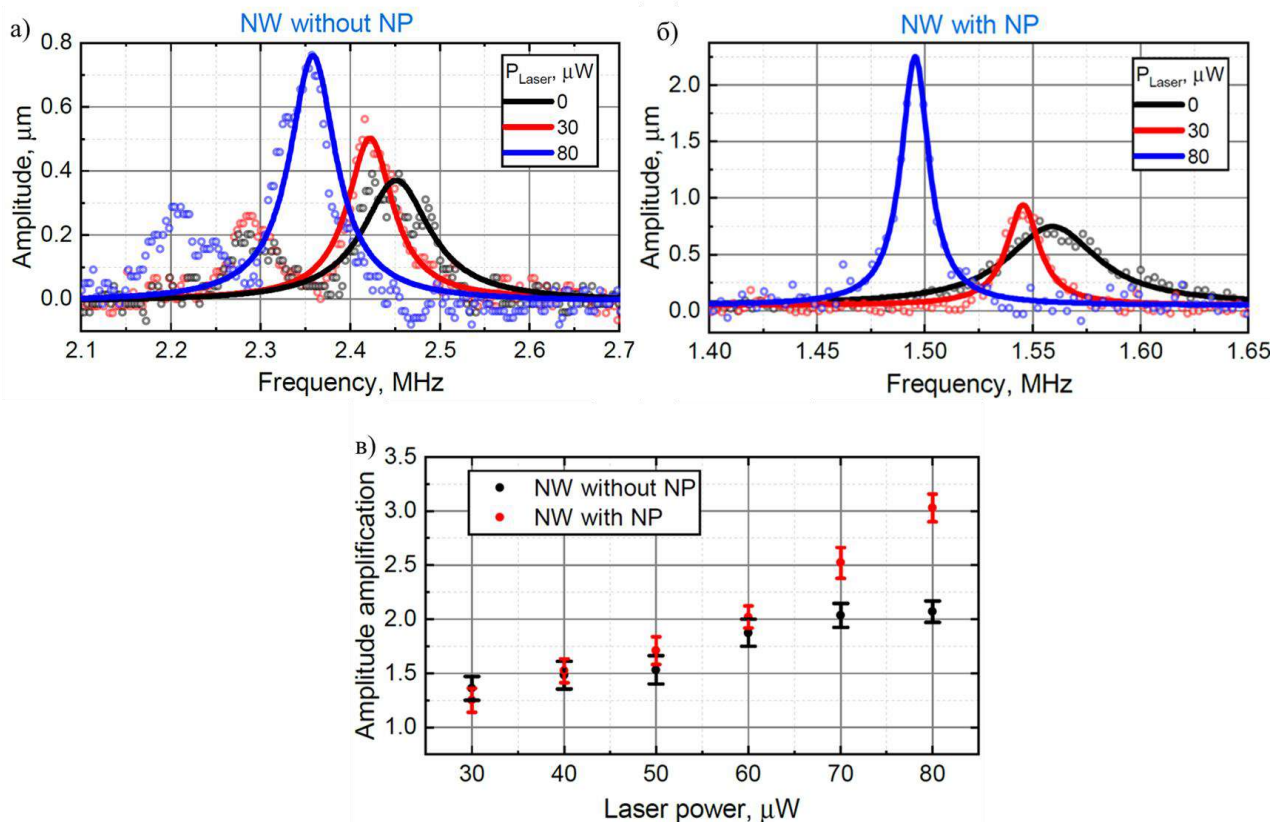 а)
NW without NP
Amplitude, μm
0.8
0.6
0.4
0.2
0.0
P Laser, μW
0
30
80
2.1 2.2 2.3 2.4 2.5 2.6 2.7
Frequency, MHz
б)
NW with NP
Amplitude, μm
2.0
1.5
1.0
0.5
0.0
P Laser, μW
0
30
80
1.40 1.45 1.50 1.55 1.60 1.65
Frequency, MHz
в)
Amplitude amplification
3.5
3.0
2.5
2.0
1.5
1.0
NW without NP
NW with NP
30 40 50 60 70 80
Laser power, μW